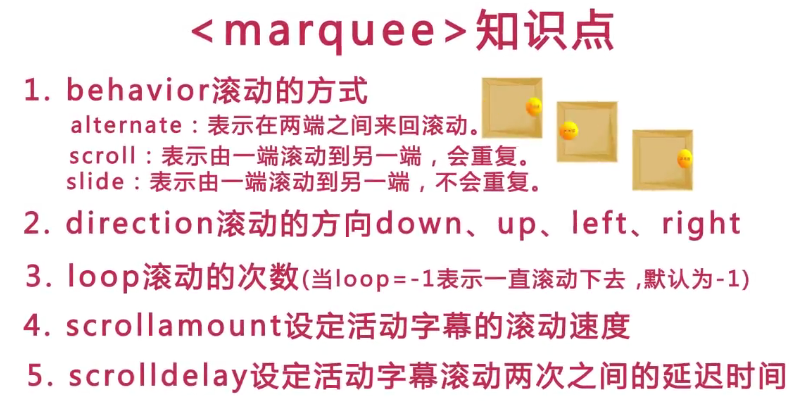 <marquee>知识点
1. behavior滚动的方式
alternate：表示在两端之间来回滚动。
scroll：表示由一端滚动到另一端，会重复。
slide：表示由一端滚动到另一端，不会重复。
2. direction滚动的方向down、up、left、right
3. loop滚动的次数(当loop=-1表示一直滚动下去 ,默认为-1)
4. scrollamount设定活动字幕的滚动速度
5. scrolldelay设定活动字幕滚动两次之间的延迟时间